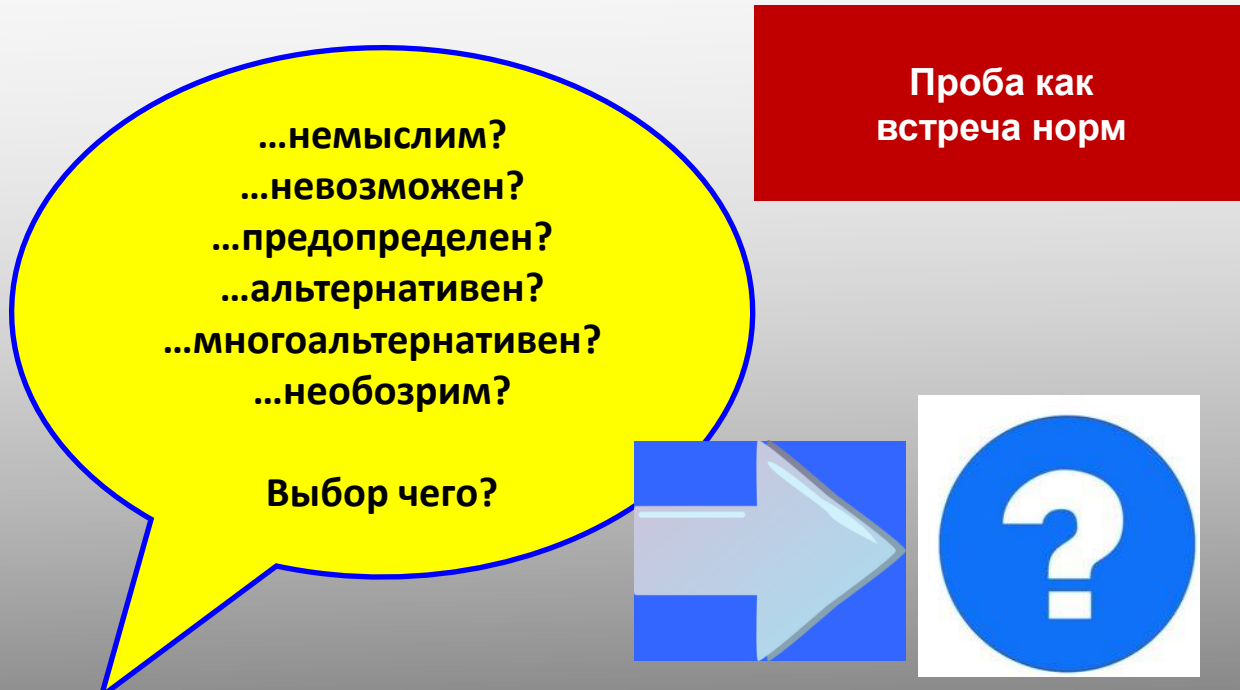 Проба как
встреча норм
…немыслим?
…невозможен?
…предопределен?
…альтернативен?
…многоальтернативен?
…необозрим?
Выбор чего?
?